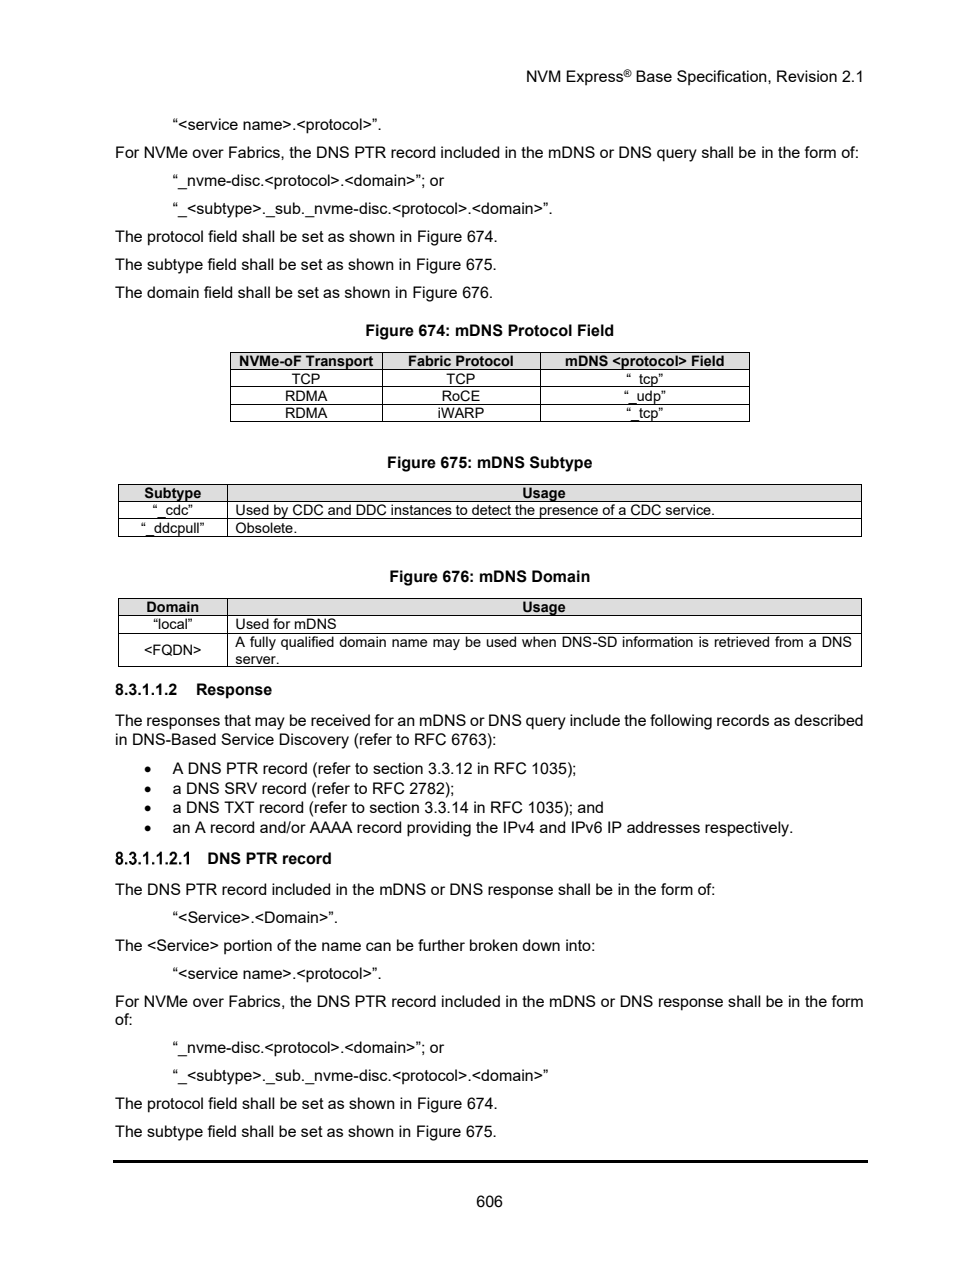 NVM Express® Base Specification, Revision 2.1
“<service name>.<protocol>”.
For NVMe over Fabrics, the DNS PTR record included in the mDNS or DNS query shall be in the form of:
“_nvme-disc.<protocol>.<domain>”; or
“_<subtype>._sub._nvme-disc.<protocol>.<domain>”.
The protocol field shall be set as shown in Figure 674.
The subtype field shall be set as shown in Figure 675.
The domain field shall be set as shown in Figure 676.
Figure 674: mDNS Protocol Field
NVMe-oF Transport Fabric Protocol mDNS <protocol> Field
TCP TCP “_tcp”
RDMA RoCE “_udp”
RDMA iWARP “_tcp”
Figure 675: mDNS Subtype
Subtype Usage
“_cdc” Used by CDC and DDC instances to detect the presence of a CDC service.
“_ddcpull” Obsolete.
Figure 676: mDNS Domain
Domain Usage
“local” Used for mDNS
<FQDN> A fully qualified domain name may be used when DNS-SD information is retrieved from a DNS
server.
8.3.1.1.2 Response
The responses that may be received for an mDNS or DNS query include the following records as described
in DNS-Based Service Discovery (refer to RFC 6763):
• A DNS PTR record (refer to section 3.3.12 in RFC 1035);
• a DNS SRV record (refer to RFC 2782);
• a DNS TXT record (refer to section 3.3.14 in RFC 1035); and
• an A record and/or AAAA record providing the IPv4 and IPv6 IP addresses respectively.
8.3.1.1.2.1 DNS PTR record
The DNS PTR record included in the mDNS or DNS response shall be in the form of:
“<Service>.<Domain>”.
The <Service> portion of the name can be further broken down into:
“<service name>.<protocol>”.
For NVMe over Fabrics, the DNS PTR record included in the mDNS or DNS response shall be in the form
of:
“_nvme-disc.<protocol>.<domain>”; or
“_<subtype>._sub._nvme-disc.<protocol>.<domain>”
The protocol field shall be set as shown in Figure 674.
The subtype field shall be set as shown in Figure 675.
606